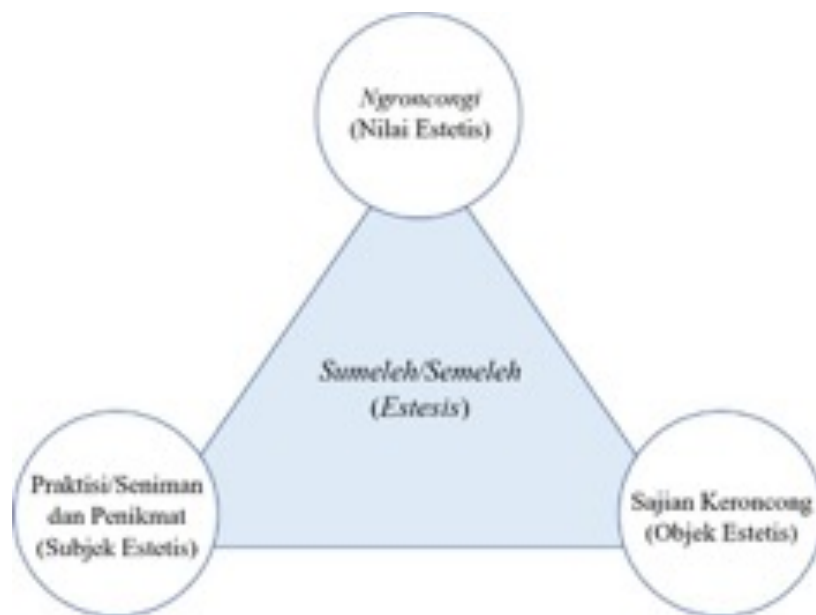 Ngroncongi
(Nilai Estetis)
Sumeleh/Semeleh
(Estesis)
Praktisi/Seniman
dan Penikmat
(Subjek Estetis)
Sajian Keroncong
(Objek Estetis)